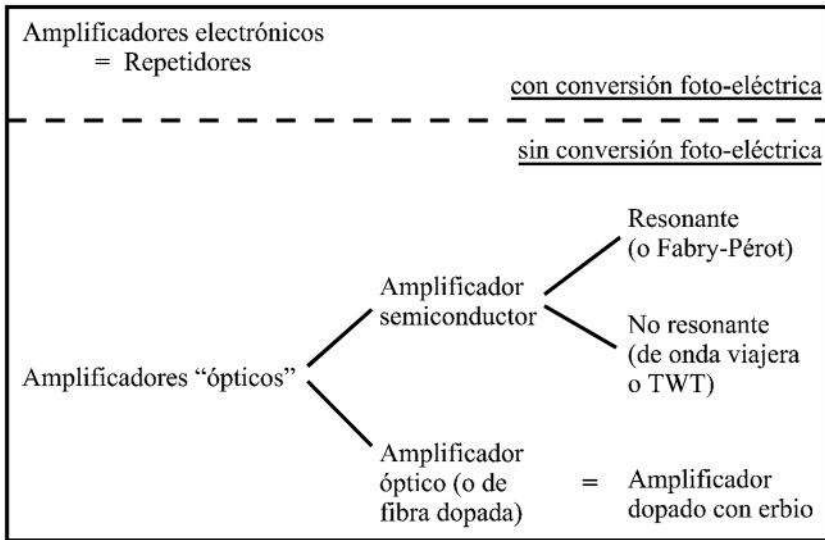 Amplificadores electrónicos
= Repetidores
con conversión foto-eléctrica
sin conversión foto-eléctrica
Resonante
(o Fabry-Pérot)
Amplificador
semiconductor
No resonante
(de onda viajera
o TWT)
Amplificadores “ópticos”
Amplificador
óptico (o de
fibra dopada)
= Amplificador
dopado con erbio